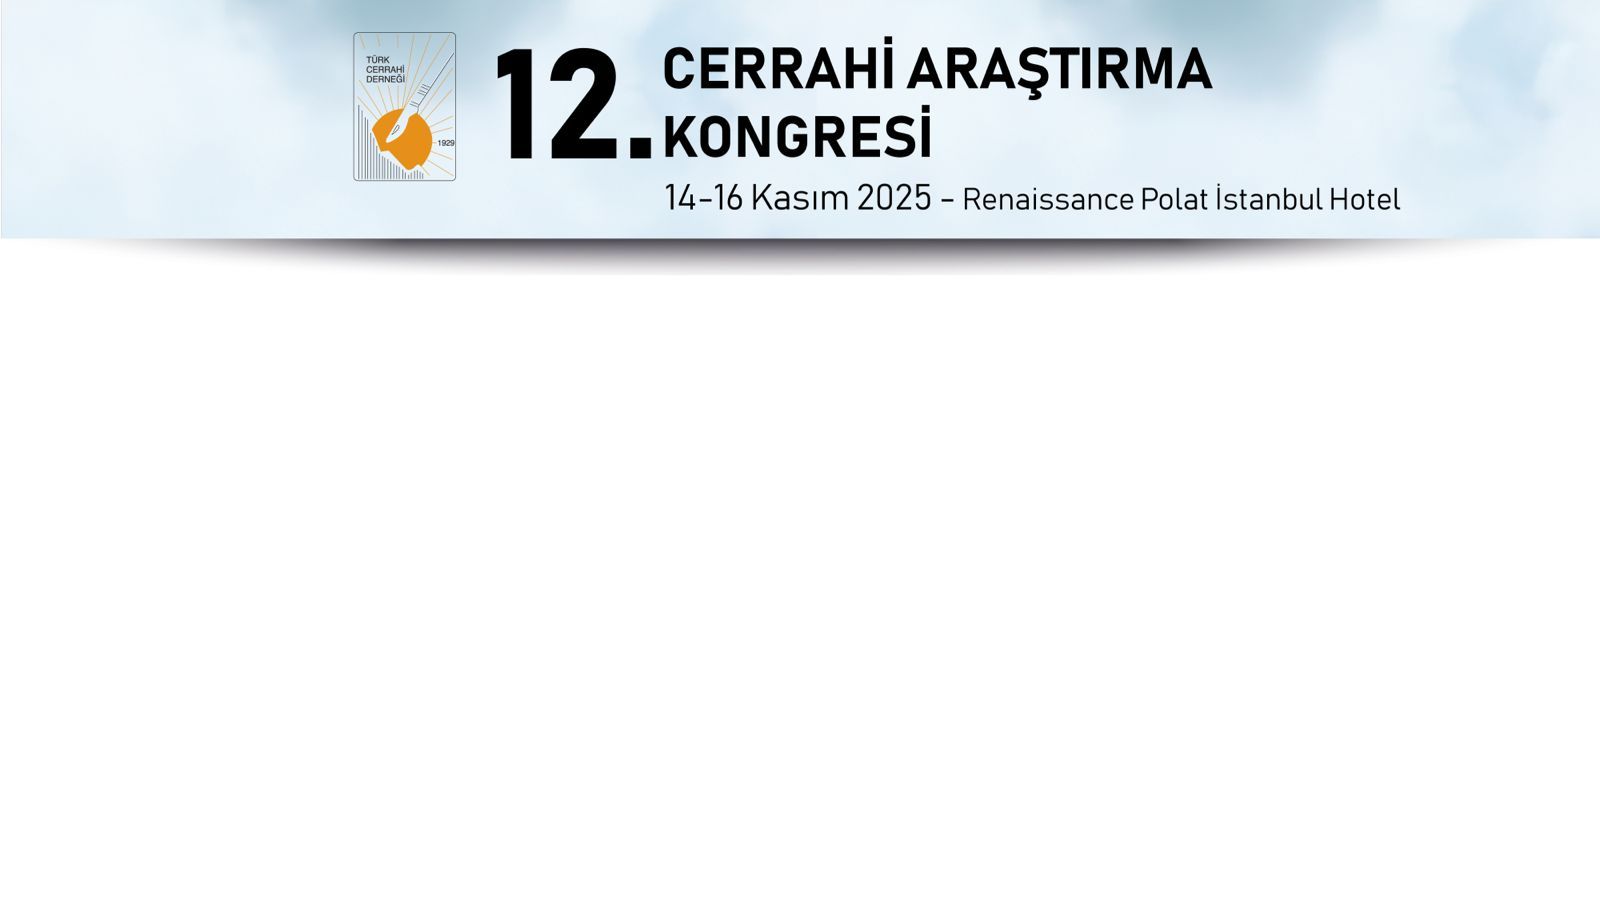 TÜRK
CERRAHİ
DERNEĞİ
1929
12. CERRAHİ ARAŞTIRMA
KONGRESİ
14-16 Kasım 2025 - Renaissance Polat İstanbul Hotel